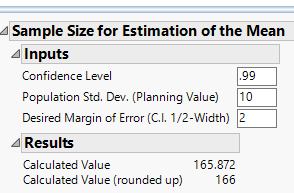 Sample Size for Estimation of the Mean
Inputs
Confidence Level .99
Population Std. Dev. (Planning Value) 10
Desired Margin of Error (C.I. 1/2-Width) 2
Results
Calculated Value 165.872
Calculated Value (rounded up) 166